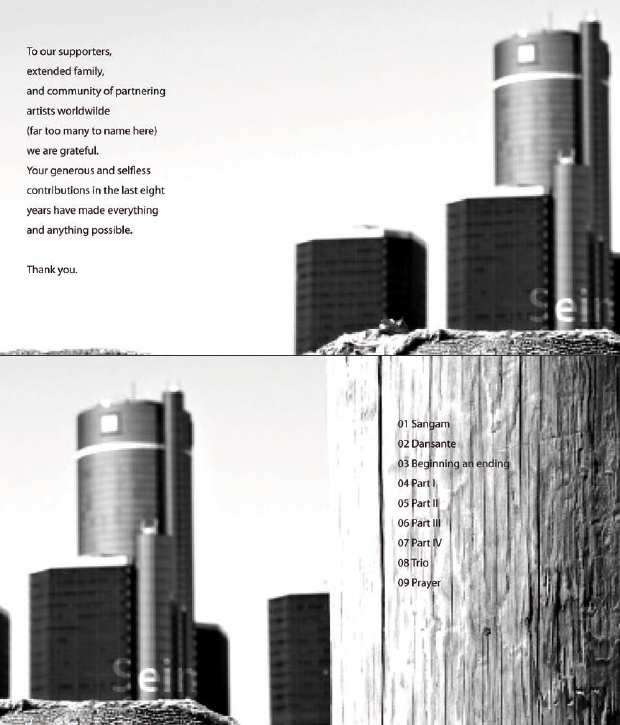 To our supporters,
extended family,
and community of partnering
artists worldwilde
(far too many to name here)
we are grateful.
Your generous and selfless
contributions in the last eight
years have made everything
and anything possible.
Thank you.
Sein
01 Sangam
02 Dansante
03 Beginning an ending
04 Part I
05 Part II
06 Part III
07 Part IV
08 Trio
09 Prayer
Sein